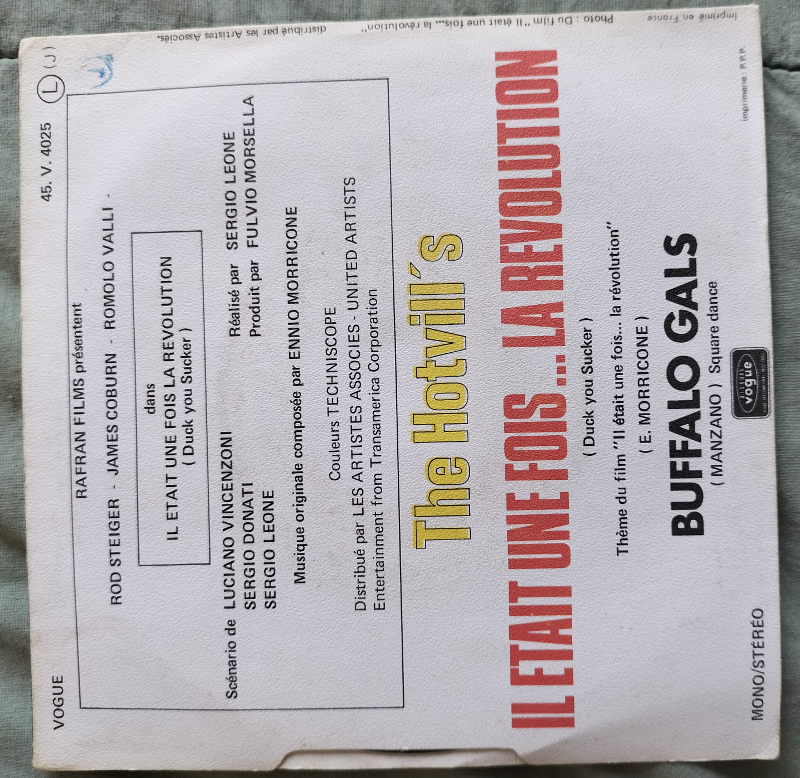 VOGUE
45. V. 4025 L ( J )
RAFRAN FILMS présentent
ROD STEIGER - JAMES COBURN - ROMOLO VALLI -
dans
IL ETAIT UNE FOIS LA REVOLUTION
( Duck you Sucker )
Scénario de LUCIANO VINCENZONI
SERGIO DONATI
SERGIO LEONE
Réalisé par SERGIO LEONE
Produit par FULVIO MORSELLA
Musique originale composée par ENNIO MORRICONE
Couleurs TECHNISCOPE
Distribué par LES ARTISTES ASSOCIES - UNITED ARTISTS
Entertainment from Transamerica Corporation
The Hotvill´s
IL ETAIT UNE FOIS...LA REVOLUTION
( Duck you Sucker )
Thème du film "Il était une fois... la révolution"
( E. MORRICONE )
BUFFALO GALS
( MANZANO ) Square dance
vogue
MONO/STÉRÉO
Imprimerie : P.P.P.
Imprimé en France
Photo : Du film "Il était une fois... la révolution"
distribué par les Artistes Associés.